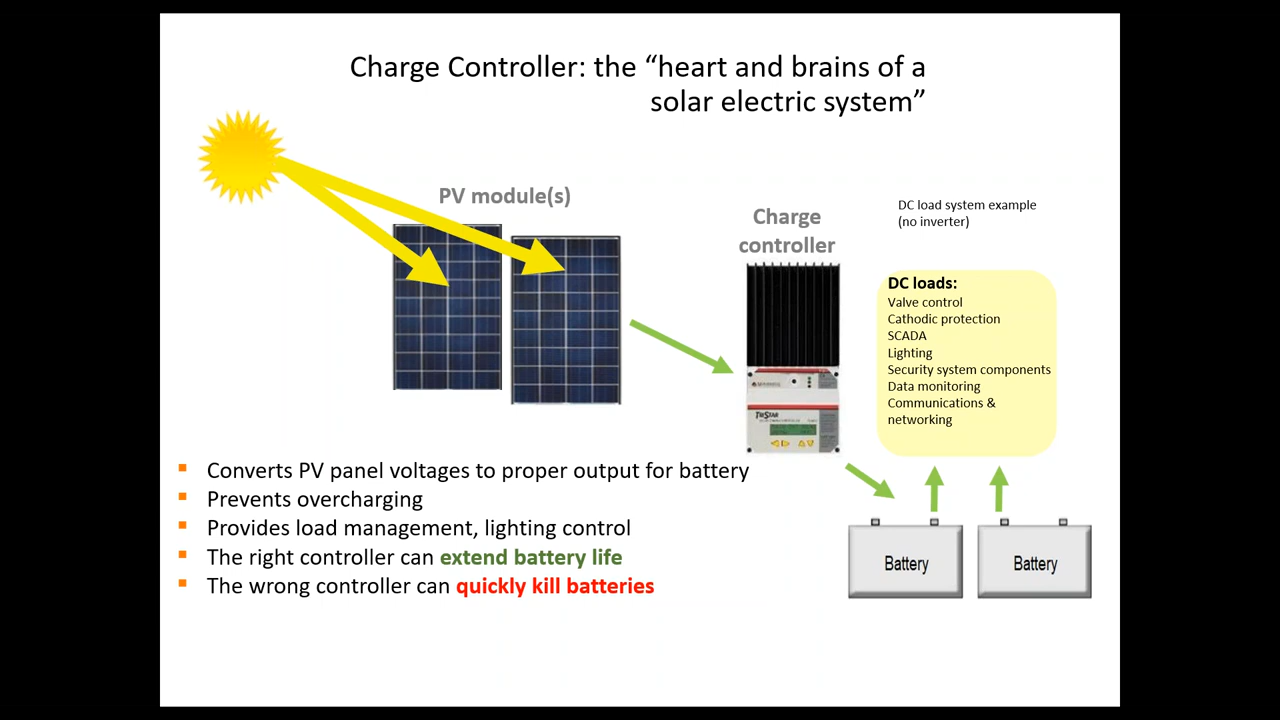 Charge Controller: the “heart and brains of a
solar electric system”
PV module(s)
Charge
controller
DC load system example
(no inverter)
DC loads:
Valve control
Cathodic protection
SCADA
Lighting
Security system components
Data monitoring
Communications &
networking
TriStar
Converts PV panel voltages to proper output for battery
Prevents overcharging
Provides load management, lighting control
The right controller can extend battery life
The wrong controller can quickly kill batteries
Battery
Battery